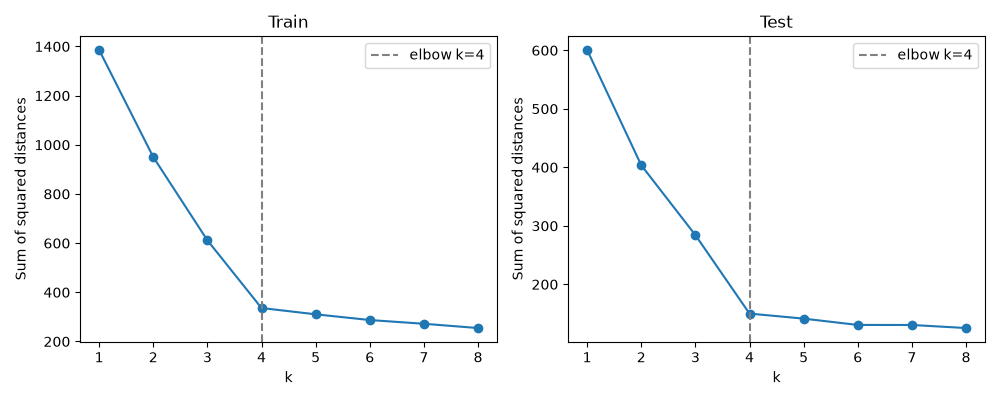 Train
Sum of squared distances
1400
1200
1000
800
600
400
200
elbow k=4
1 2 3 4 5 6 7 8
k
Test
Sum of squared distances
600
500
400
300
200
elbow k=4
1 2 3 4 5 6 7 8
k